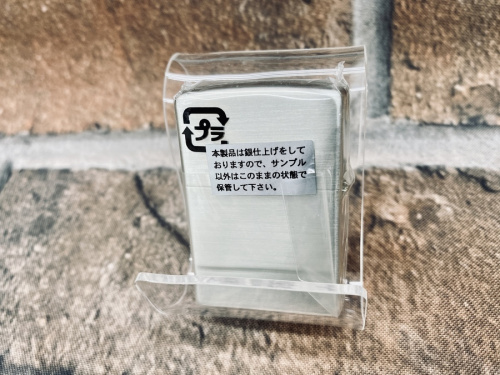 プラ
本製品は銀仕上げをして
おりますので、サンプル
以外はこのままの状態で
保管して下さい。